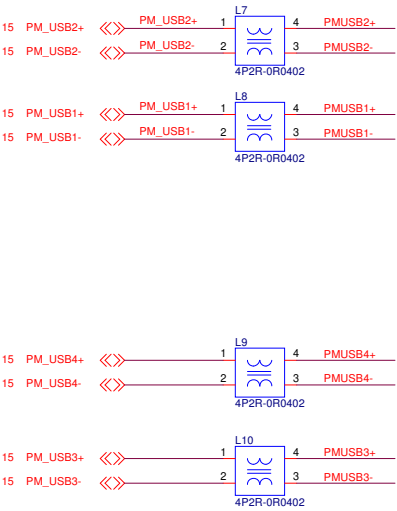 L7
15 PM_USB2+ PM_USB2+ 1 4 PMUSB2+
15 PM_USB2- PM_USB2- 2 3 PMUSB2-
4P2R-0R0402
L8
15 PM_USB1+ PM_USB1+ 1 4 PMUSB1+
15 PM_USB1- PM_USB1- 2 3 PMUSB1-
4P2R-0R0402
L9
15 PM_USB4+ 1 4 PMUSB4+
15 PM_USB4- 2 3 PMUSB4-
4P2R-0R0402
L10
15 PM_USB3+ 1 4 PMUSB3+
15 PM_USB3- 2 3 PMUSB3-
4P2R-0R0402